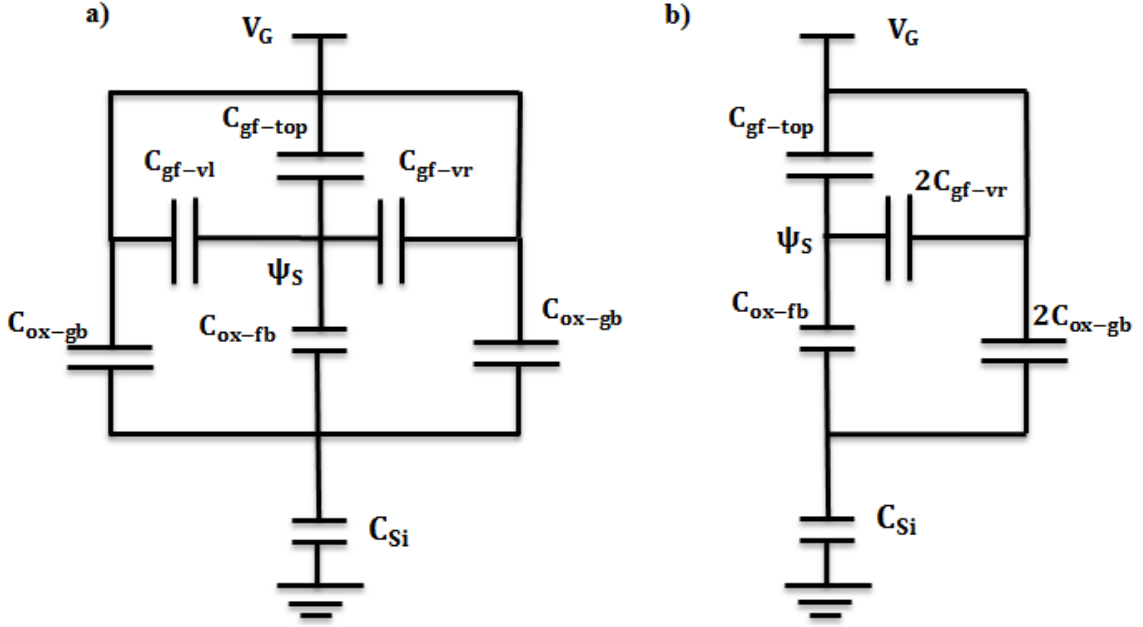 a)
V_G
C_gf−top
C_gf−vl
C_gf−vr
ψ_S
C_ox−gb
C_ox−fb
C_ox−gb
C_Si
b)
V_G
C_gf−top
2C_gf−vr
ψ_S
C_ox−fb
2C_ox−gb
C_Si